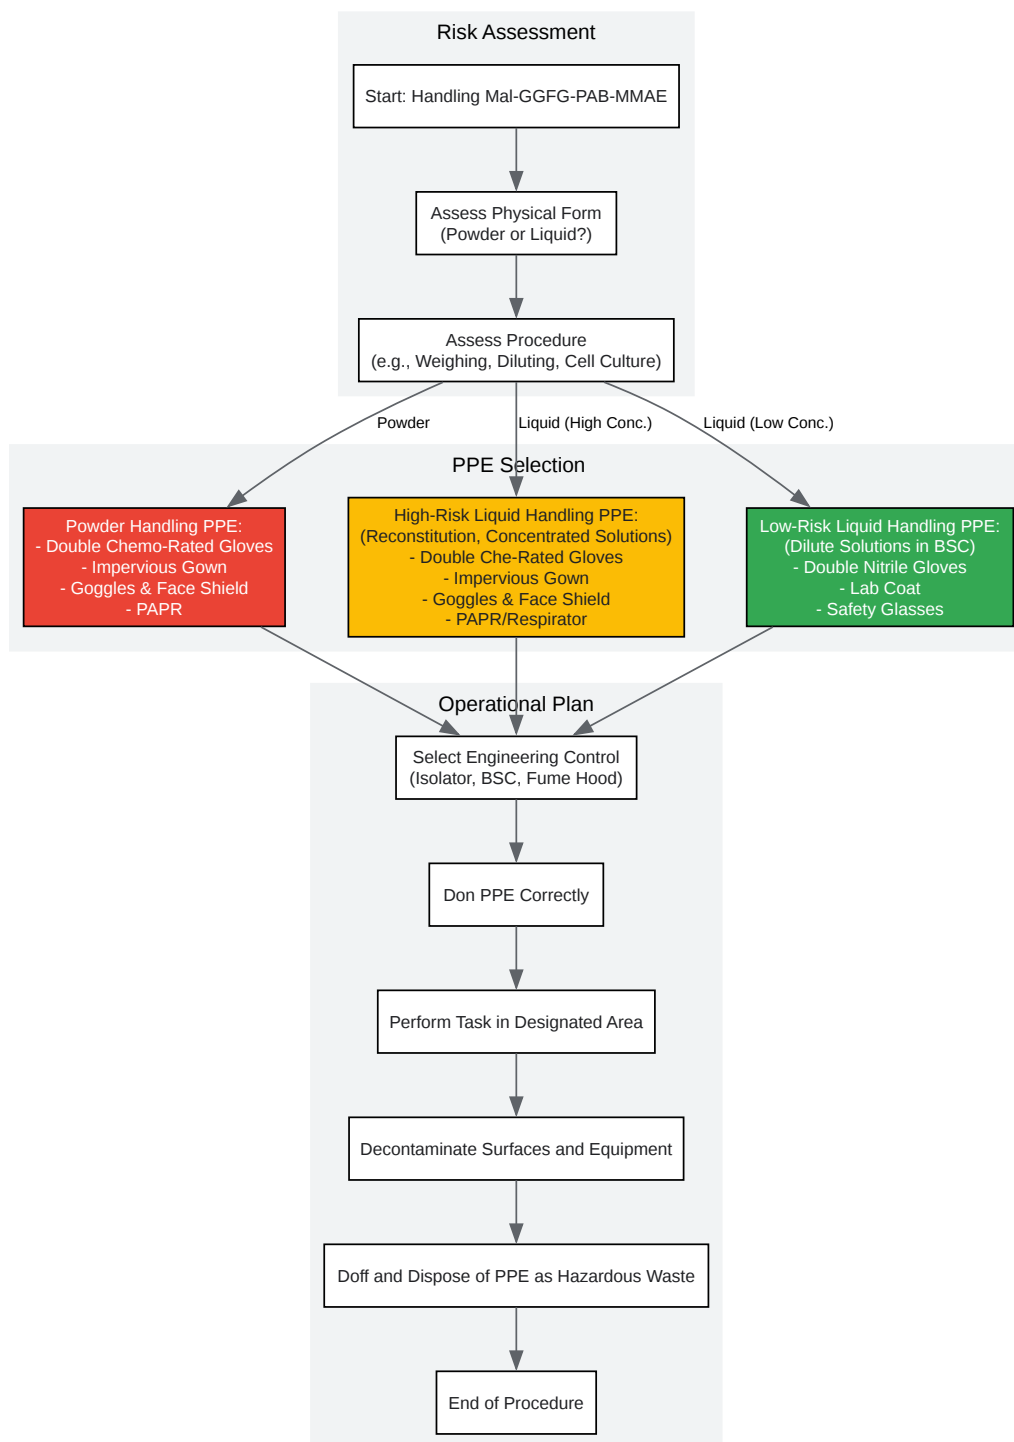 Risk Assessment
Start: Handling Mal-GGFG-PAB-MMAE
Assess Physical Form
(Powder or Liquid?)
Assess Procedure
(e.g., Weighing, Diluting, Cell Culture)
Powder
Liquid (High Conc.)
Liquid (Low Conc.)
PPE Selection
Powder Handling PPE:
- Double Chemo-Rated Gloves
- Impervious Gown
- Goggles & Face Shield
- PAPR
High-Risk Liquid Handling PPE:
(Reconstitution, Concentrated Solutions)
- Double Che-Rated Gloves
- Impervious Gown
- Goggles & Face Shield
- PAPR/Respirator
Low-Risk Liquid Handling PPE:
(Dilute Solutions in BSC)
- Double Nitrile Gloves
- Lab Coat
- Safety Glasses
Operational Plan
Select Engineering Control
(Isolator, BSC, Fume Hood)
Don PPE Correctly
Perform Task in Designated Area
Decontaminate Surfaces and Equipment
Doff and Dispose of PPE as Hazardous Waste
End of Procedure